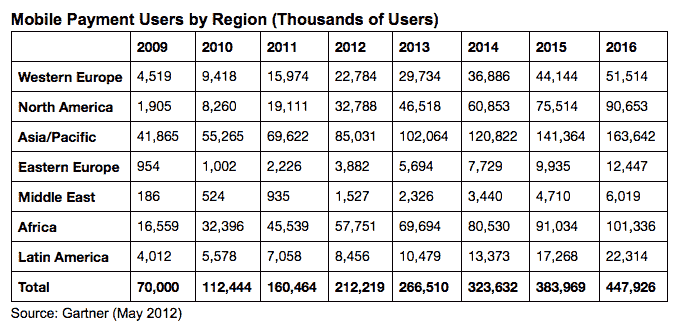 Mobile Payment Users by Region (Thousands of Users)
2009 2010 2011 2012 2013 2014 2015 2016
Western Europe 4,519 9,418 15,974 22,784 29,734 36,886 44,144 51,514
North America 1,905 8,260 19,111 32,788 46,518 60,853 75,514 90,653
Asia/Pacific 41,865 55,265 69,622 85,031 102,064 120,822 141,364 163,642
Eastern Europe 954 1,002 2,226 3,882 5,694 7,729 9,935 12,447
Middle East 186 524 935 1,527 2,326 3,440 4,710 6,019
Africa 16,559 32,396 45,539 57,751 69,694 80,530 91,034 101,336
Latin America 4,012 5,578 7,058 8,456 10,479 13,373 17,268 22,314
Total 70,000 112,444 160,464 212,219 266,510 323,632 383,969 447,926
Source: Gartner (May 2012)